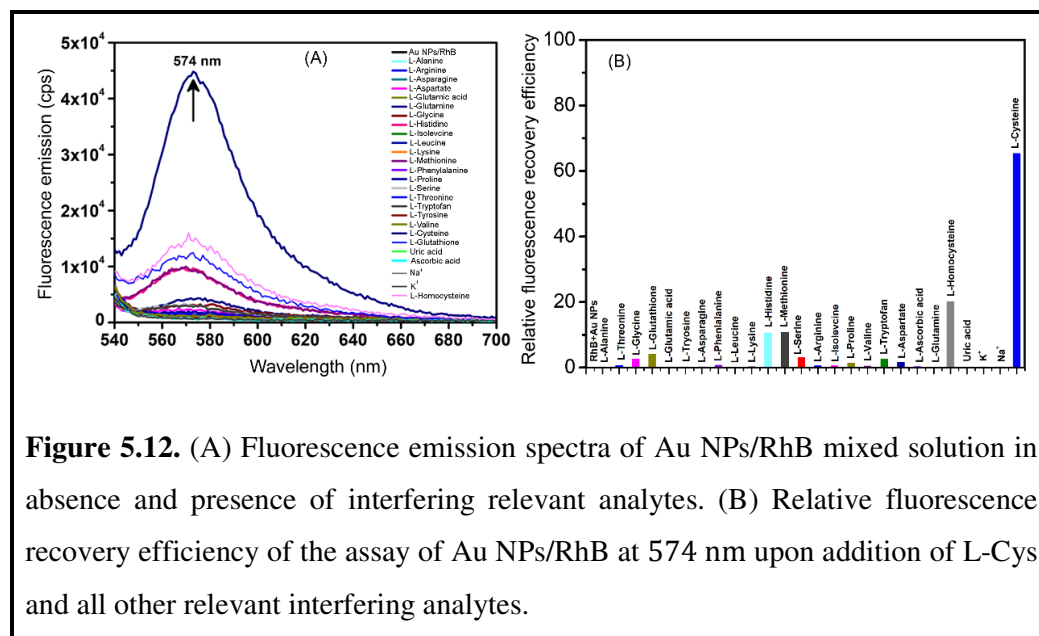 (A)
574 nm
Fluorescence emission (cps)
5x10⁴
4x10⁴
3x10⁴
2x10⁴
1x10⁴
0
540 560 580 600 620 640 660 680 700
Wavelength (nm)
Au NPs/RhB
L-Alanine
L-Arginine
L-Asparagine
L-Aspartate
L-Glutamic acid
L-Glutamine
L-Glycine
L-Histidino
L-Isolevcine
L-Leucine
L-Lysine
L-Methionine
L-Phenylalanine
L-Proline
L-Serine
L-Threonine
L-Tryptofan
L-Tyrosine
L-Valine
L-Cysteine
L-Glutathione
Uric acid
Ascorbic acid
Na⁺
K⁺
L-Homocysteine
(B)
Relative fluorescence recovery efficiency
100
80
60
40
20
0
RhB+Au NPs
L-Alanine
L-Threonine
L-Glycine
L-Glutathione
L-Glutamic acid
L-Tryosine
L-Asparagine
L-Phenlalanine
L-Leucine
L-Lysine
L-Histidine
L-Methionine
L-Serine
L-Arginine
L-Isolevcine
L-Proline
L-Valine
L-Tryptofan
L-Aspartate
L-Ascorbic acid
L-Glutamine
L-Homocysteine
Uric acid
K⁺
Na⁺
L-Cysteine
Figure 5.12. (A) Fluorescence emission spectra of Au NPs/RhB mixed solution in
absence and presence of interfering relevant analytes. (B) Relative fluorescence
recovery efficiency of the assay of Au NPs/RhB at 574 nm upon addition of L-Cys
and all other relevant interfering analytes.